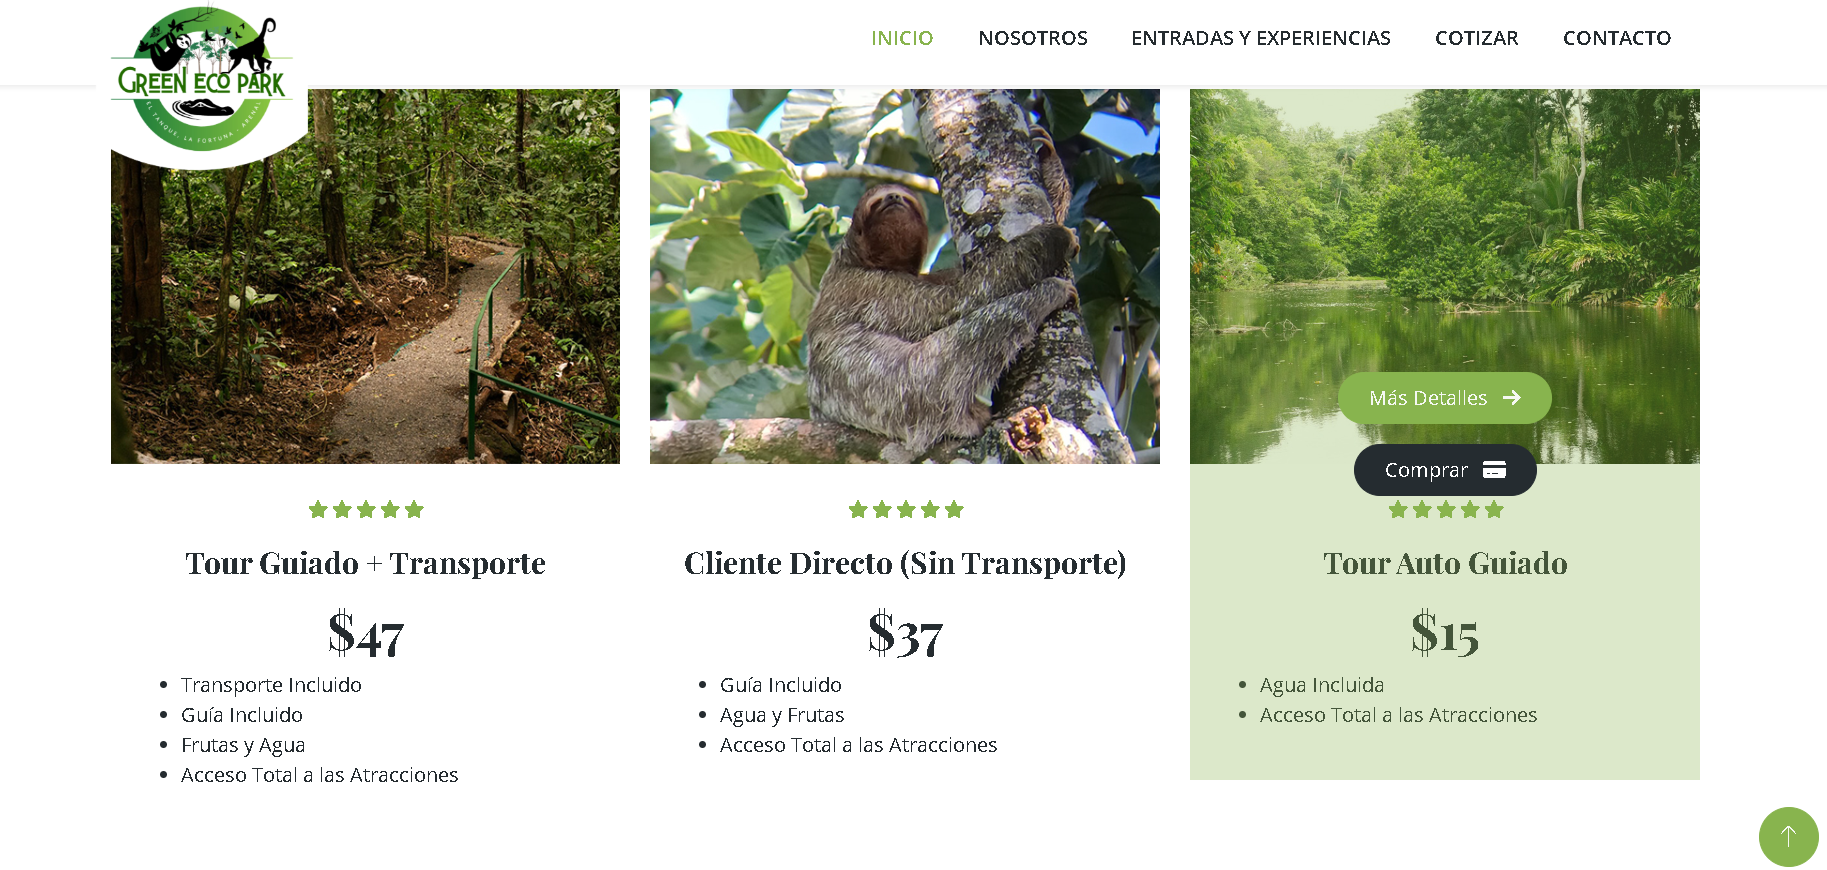 GREEN ECO PARK
EL TANQUE, LA FORTUNA - ARENAL
INICIO
NOSOTROS
ENTRADAS Y EXPERIENCIAS
COTIZAR
CONTACTO
Tour Guiado + Transporte
$47
Transporte Incluido
Guía Incluido
Frutas y Agua
Acceso Total a las Atracciones
Cliente Directo (Sin Transporte)
$37
Guía Incluido
Agua y Frutas
Acceso Total a las Atracciones
Más Detalles
Comprar
Tour Auto Guiado
$15
Agua Incluida
Acceso Total a las Atracciones